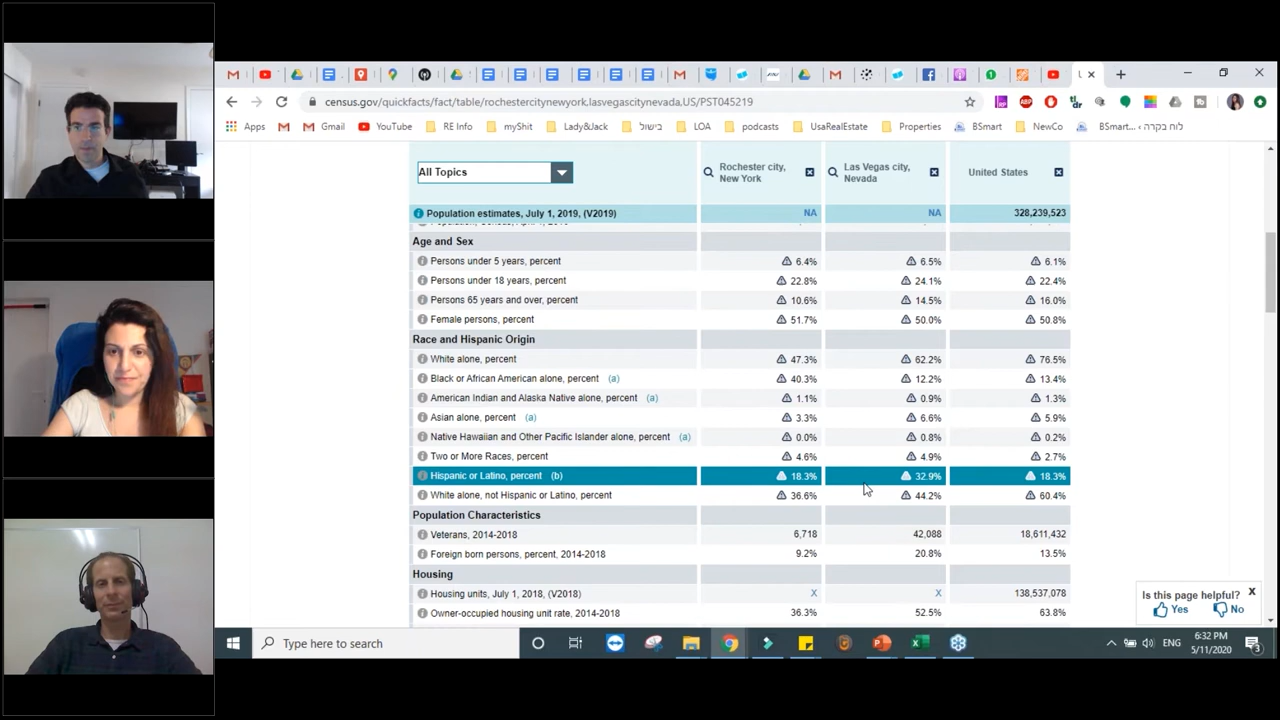 L
census.gov/quickfacts/fact/table/rochestercitynewyork,lasvegascitynevada,US/PST045219
Apps Gmail YouTube RE Info myShit Lady&Jack בישול LOA podcasts UsaRealEstate Properties BSmart NewCo BSmart... ‹ לוח בקרה
All Topics
Rochester city, New York
Las Vegas city, Nevada
United States
Population estimates, July 1, 2019, (V2019) NA NA 328,239,523
Age and Sex
Persons under 5 years, percent 6.4% 6.5% 6.1%
Persons under 18 years, percent 22.8% 24.1% 22.4%
Persons 65 years and over, percent 10.6% 14.5% 16.0%
Female persons, percent 51.7% 50.0% 50.8%
Race and Hispanic Origin
White alone, percent 47.3% 62.2% 76.5%
Black or African American alone, percent (a) 40.3% 12.2% 13.4%
American Indian and Alaska Native alone, percent (a) 1.1% 0.9% 1.3%
Asian alone, percent (a) 3.3% 6.6% 5.9%
Native Hawaiian and Other Pacific Islander alone, percent (a) 0.0% 0.8% 0.2%
Two or More Races, percent 4.6% 4.9% 2.7%
Hispanic or Latino, percent (b) 18.3% 32.9% 18.3%
White alone, not Hispanic or Latino, percent 36.6% 44.2% 60.4%
Population Characteristics
Veterans, 2014-2018 6,718 42,088 18,611,432
Foreign born persons, percent, 2014-2018 9.2% 20.8% 13.5%
Housing
Housing units, July 1, 2018, (V2018) X X 138,537,078
Owner-occupied housing unit rate, 2014-2018 36.3% 52.5% 63.8%
Is this page helpful? X
Yes No
Type here to search
ENG
6:32 PM
5/11/2020
3